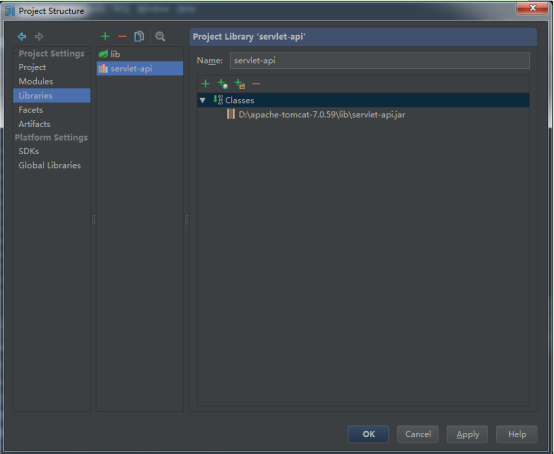 Project Structure
Project Settings
Project
Modules
Libraries
Facets
Artifacts
Platform Settings
SDKs
Global Libraries
lib
servlet-api
Project Library 'servlet-api'
Name: servlet-api
Classes
D:\apache-tomcat-7.0.59\lib\servlet-api.jar
OK
Cancel
Apply
Help